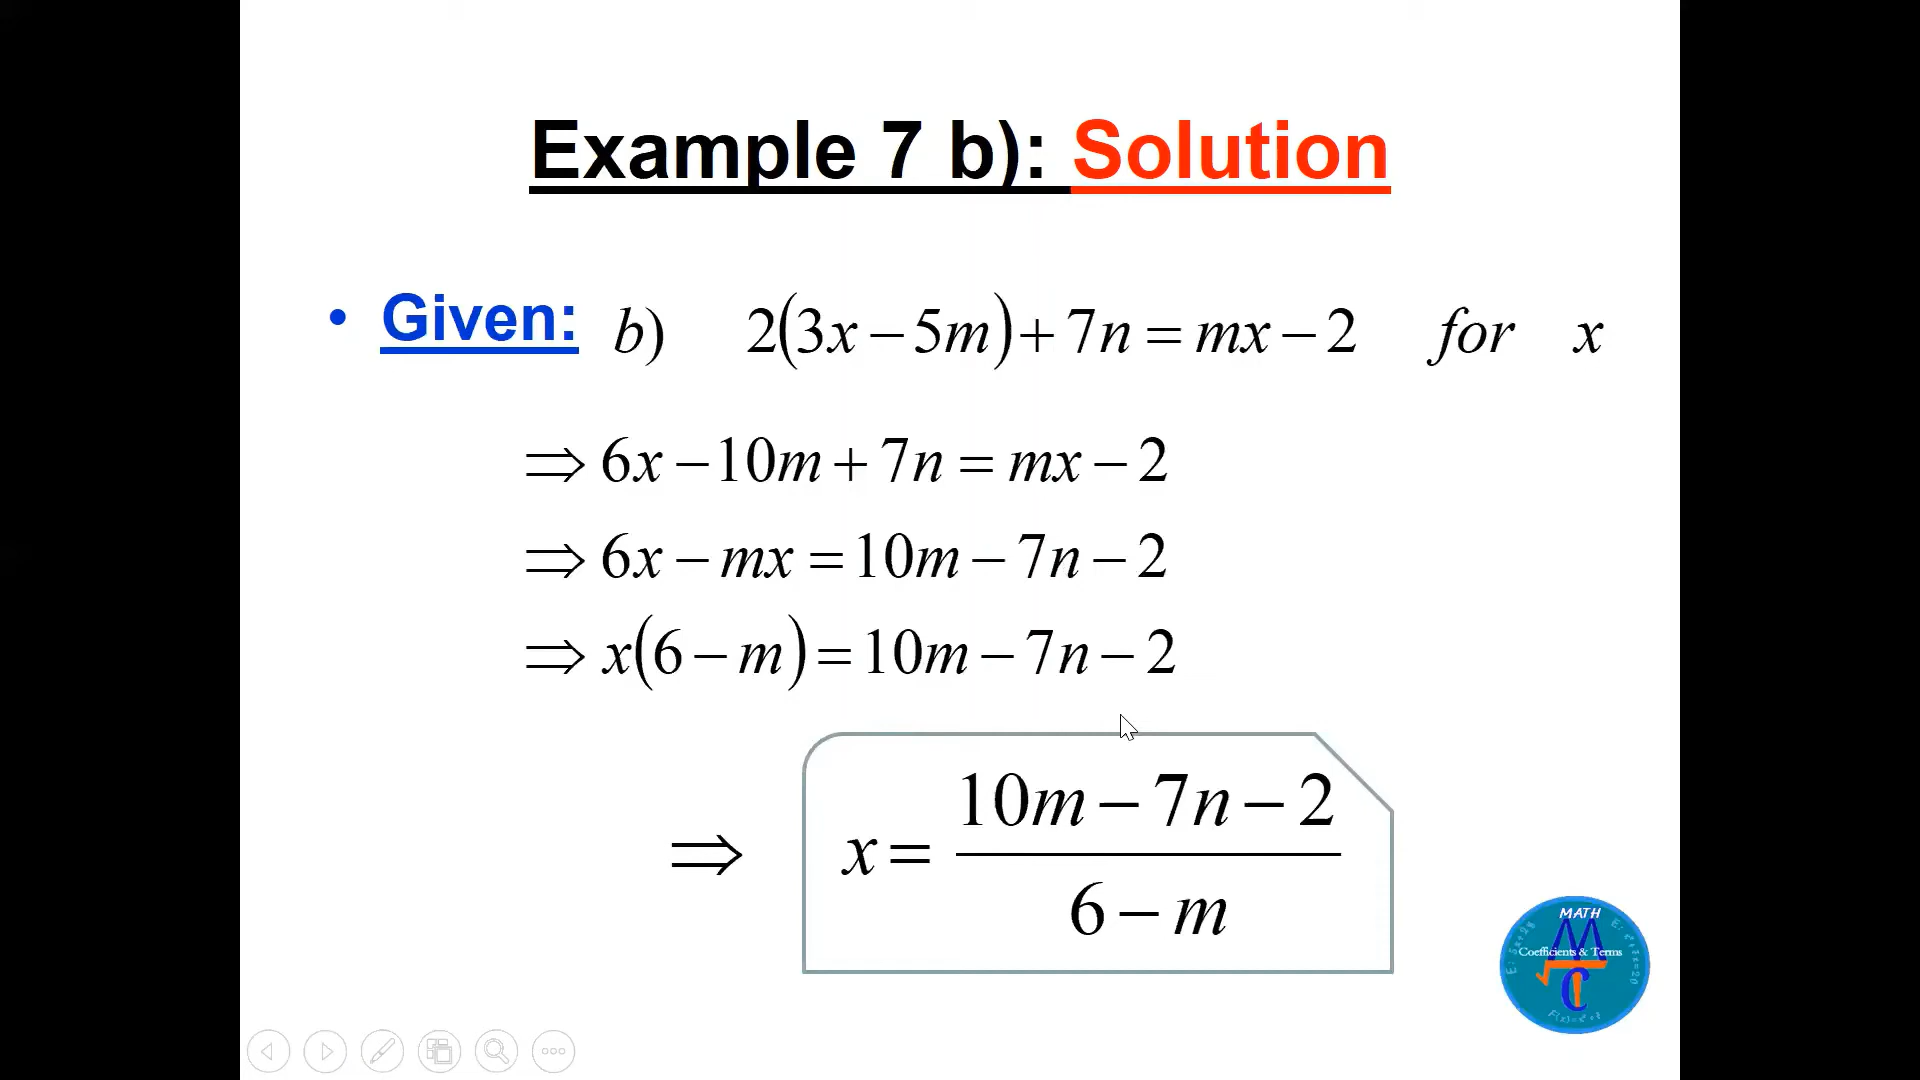 Example 7 b): Solution
• Given: b) 2(3x − 5m) + 7n = mx − 2 for x
⇒ 6x − 10m + 7n = mx − 2
⇒ 6x − mx = 10m − 7n − 2
⇒ x(6 − m) = 10m − 7n − 2
⇒ x = (10m − 7n − 2) / (6 − m)
MATH
Coefficients & Terms